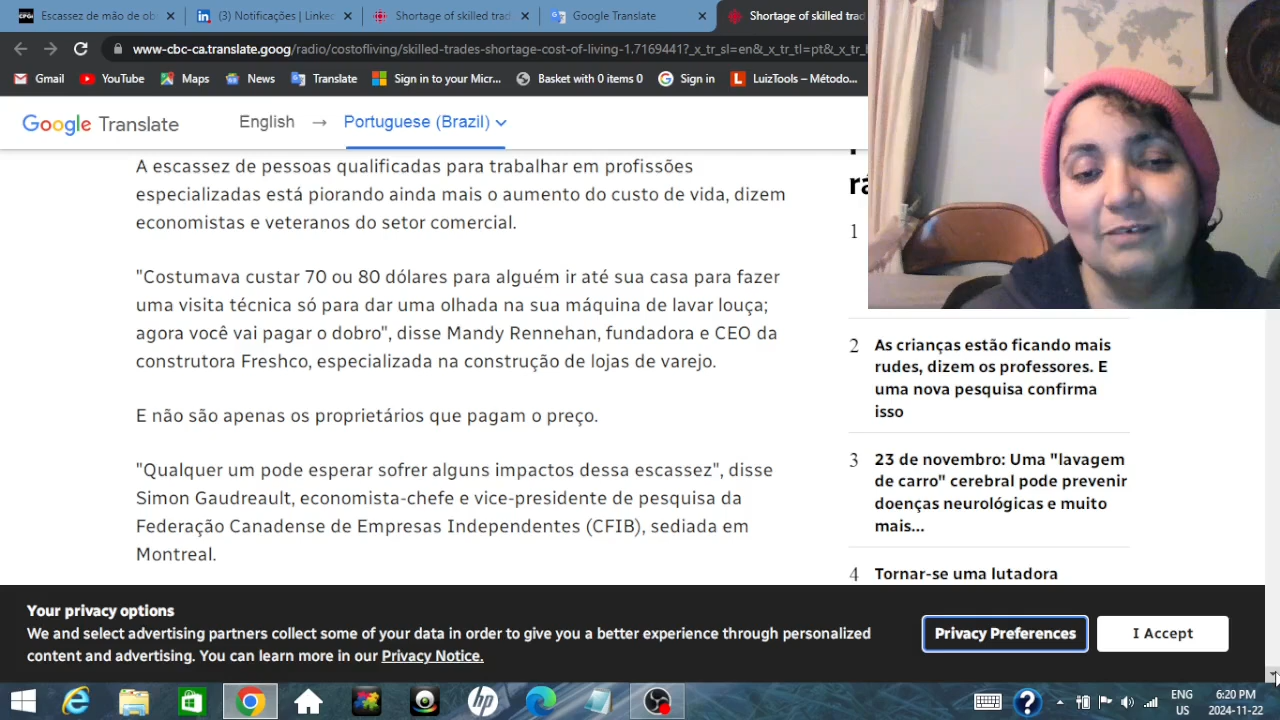 Escassez de mão de ob
(3) Notificações | Linked
Shortage of skilled trad
Google Translate
Shortage of skilled trad
www-cbc-ca.translate.goog/radio/costofliving/skilled-trades-shortage-cost-of-living-1.7169441?_x_tr_sl=en&_x_tr_tl=pt&_x_tr_l
Gmail YouTube Maps News Translate Sign in to your Micr... Basket with 0 items 0 Sign in LuizTools – Método...
Google Translate English → Portuguese (Brazil)
A escassez de pessoas qualificadas para trabalhar em profissões
especializadas está piorando ainda mais o aumento do custo de vida, dizem
economistas e veteranos do setor comercial.
"Costumava custar 70 ou 80 dólares para alguém ir até sua casa para fazer
uma visita técnica só para dar uma olhada na sua máquina de lavar louça;
agora você vai pagar o dobro", disse Mandy Rennehan, fundadora e CEO da
construtora Freshco, especializada na construção de lojas de varejo.
E não são apenas os proprietários que pagam o preço.
"Qualquer um pode esperar sofrer alguns impactos dessa escassez", disse
Simon Gaudreault, economista-chefe e vice-presidente de pesquisa da
Federação Canadense de Empresas Independentes (CFIB), sediada em
Montreal.
1
2 As crianças estão ficando mais
rudes, dizem os professores. E
uma nova pesquisa confirma
isso
3 23 de novembro: Uma "lavagem
de carro" cerebral pode prevenir
doenças neurológicas e muito
mais...
4 Tornar-se uma lutadora
Your privacy options
We and select advertising partners collect some of your data in order to give you a better experience through personalized
content and advertising. You can learn more in our Privacy Notice.
Privacy Preferences
I Accept
ENG
US
6:20 PM
2024-11-22